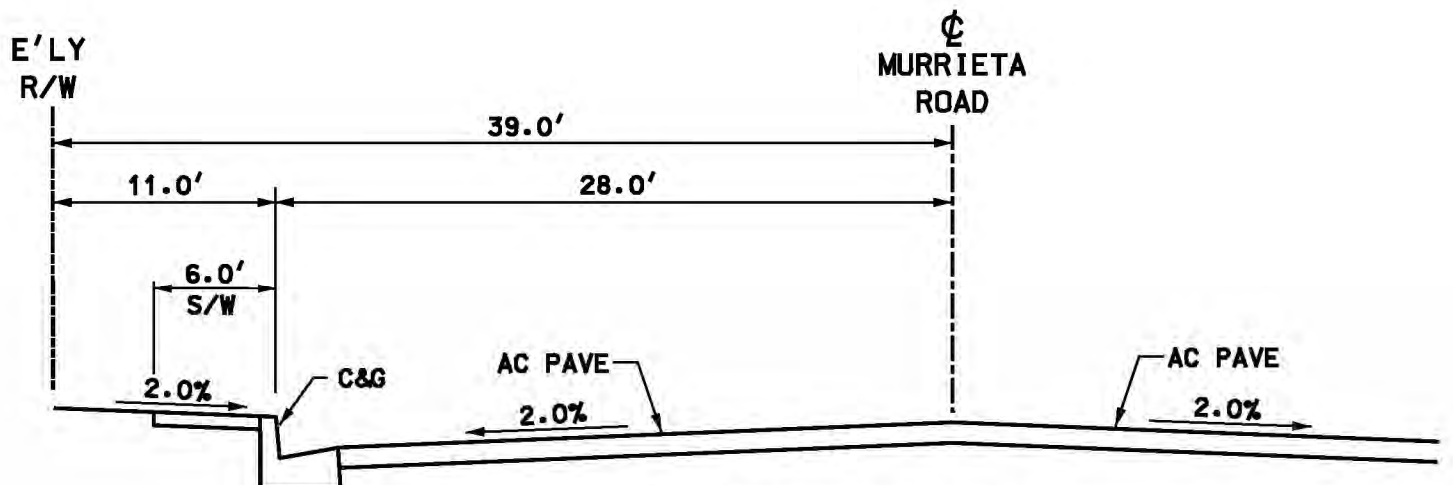 E'LY
R/W
℄
MURRIETA
ROAD
39.0'
11.0'
28.0'
6.0'
S/W
2.0%
C&G
AC PAVE
2.0%
AC PAVE
2.0%